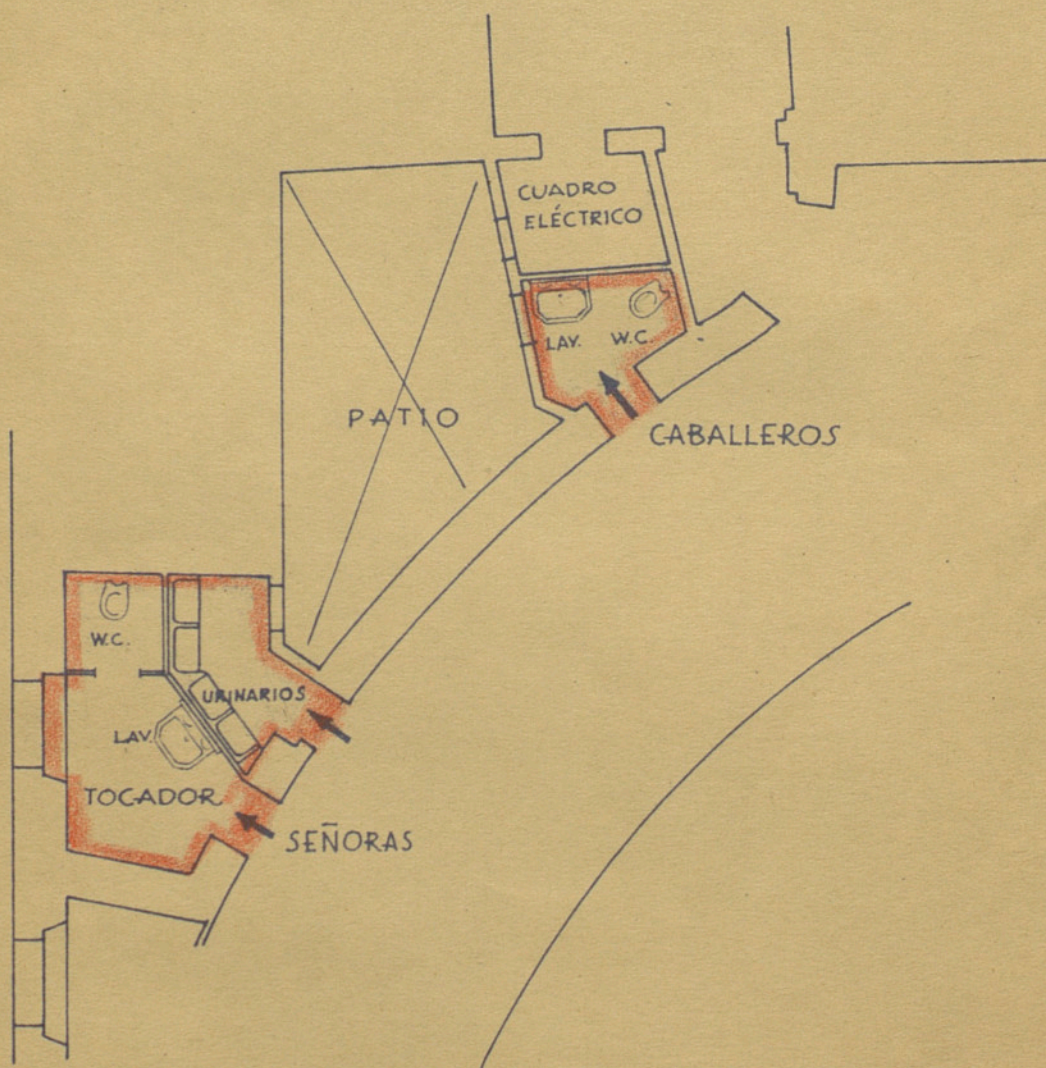 CUADRO
ELÉCTRICO
LAV. W.C.
PATIO
CABALLEROS
W.C.
URINARIOS
LAV.
TOCADOR
SEÑORAS